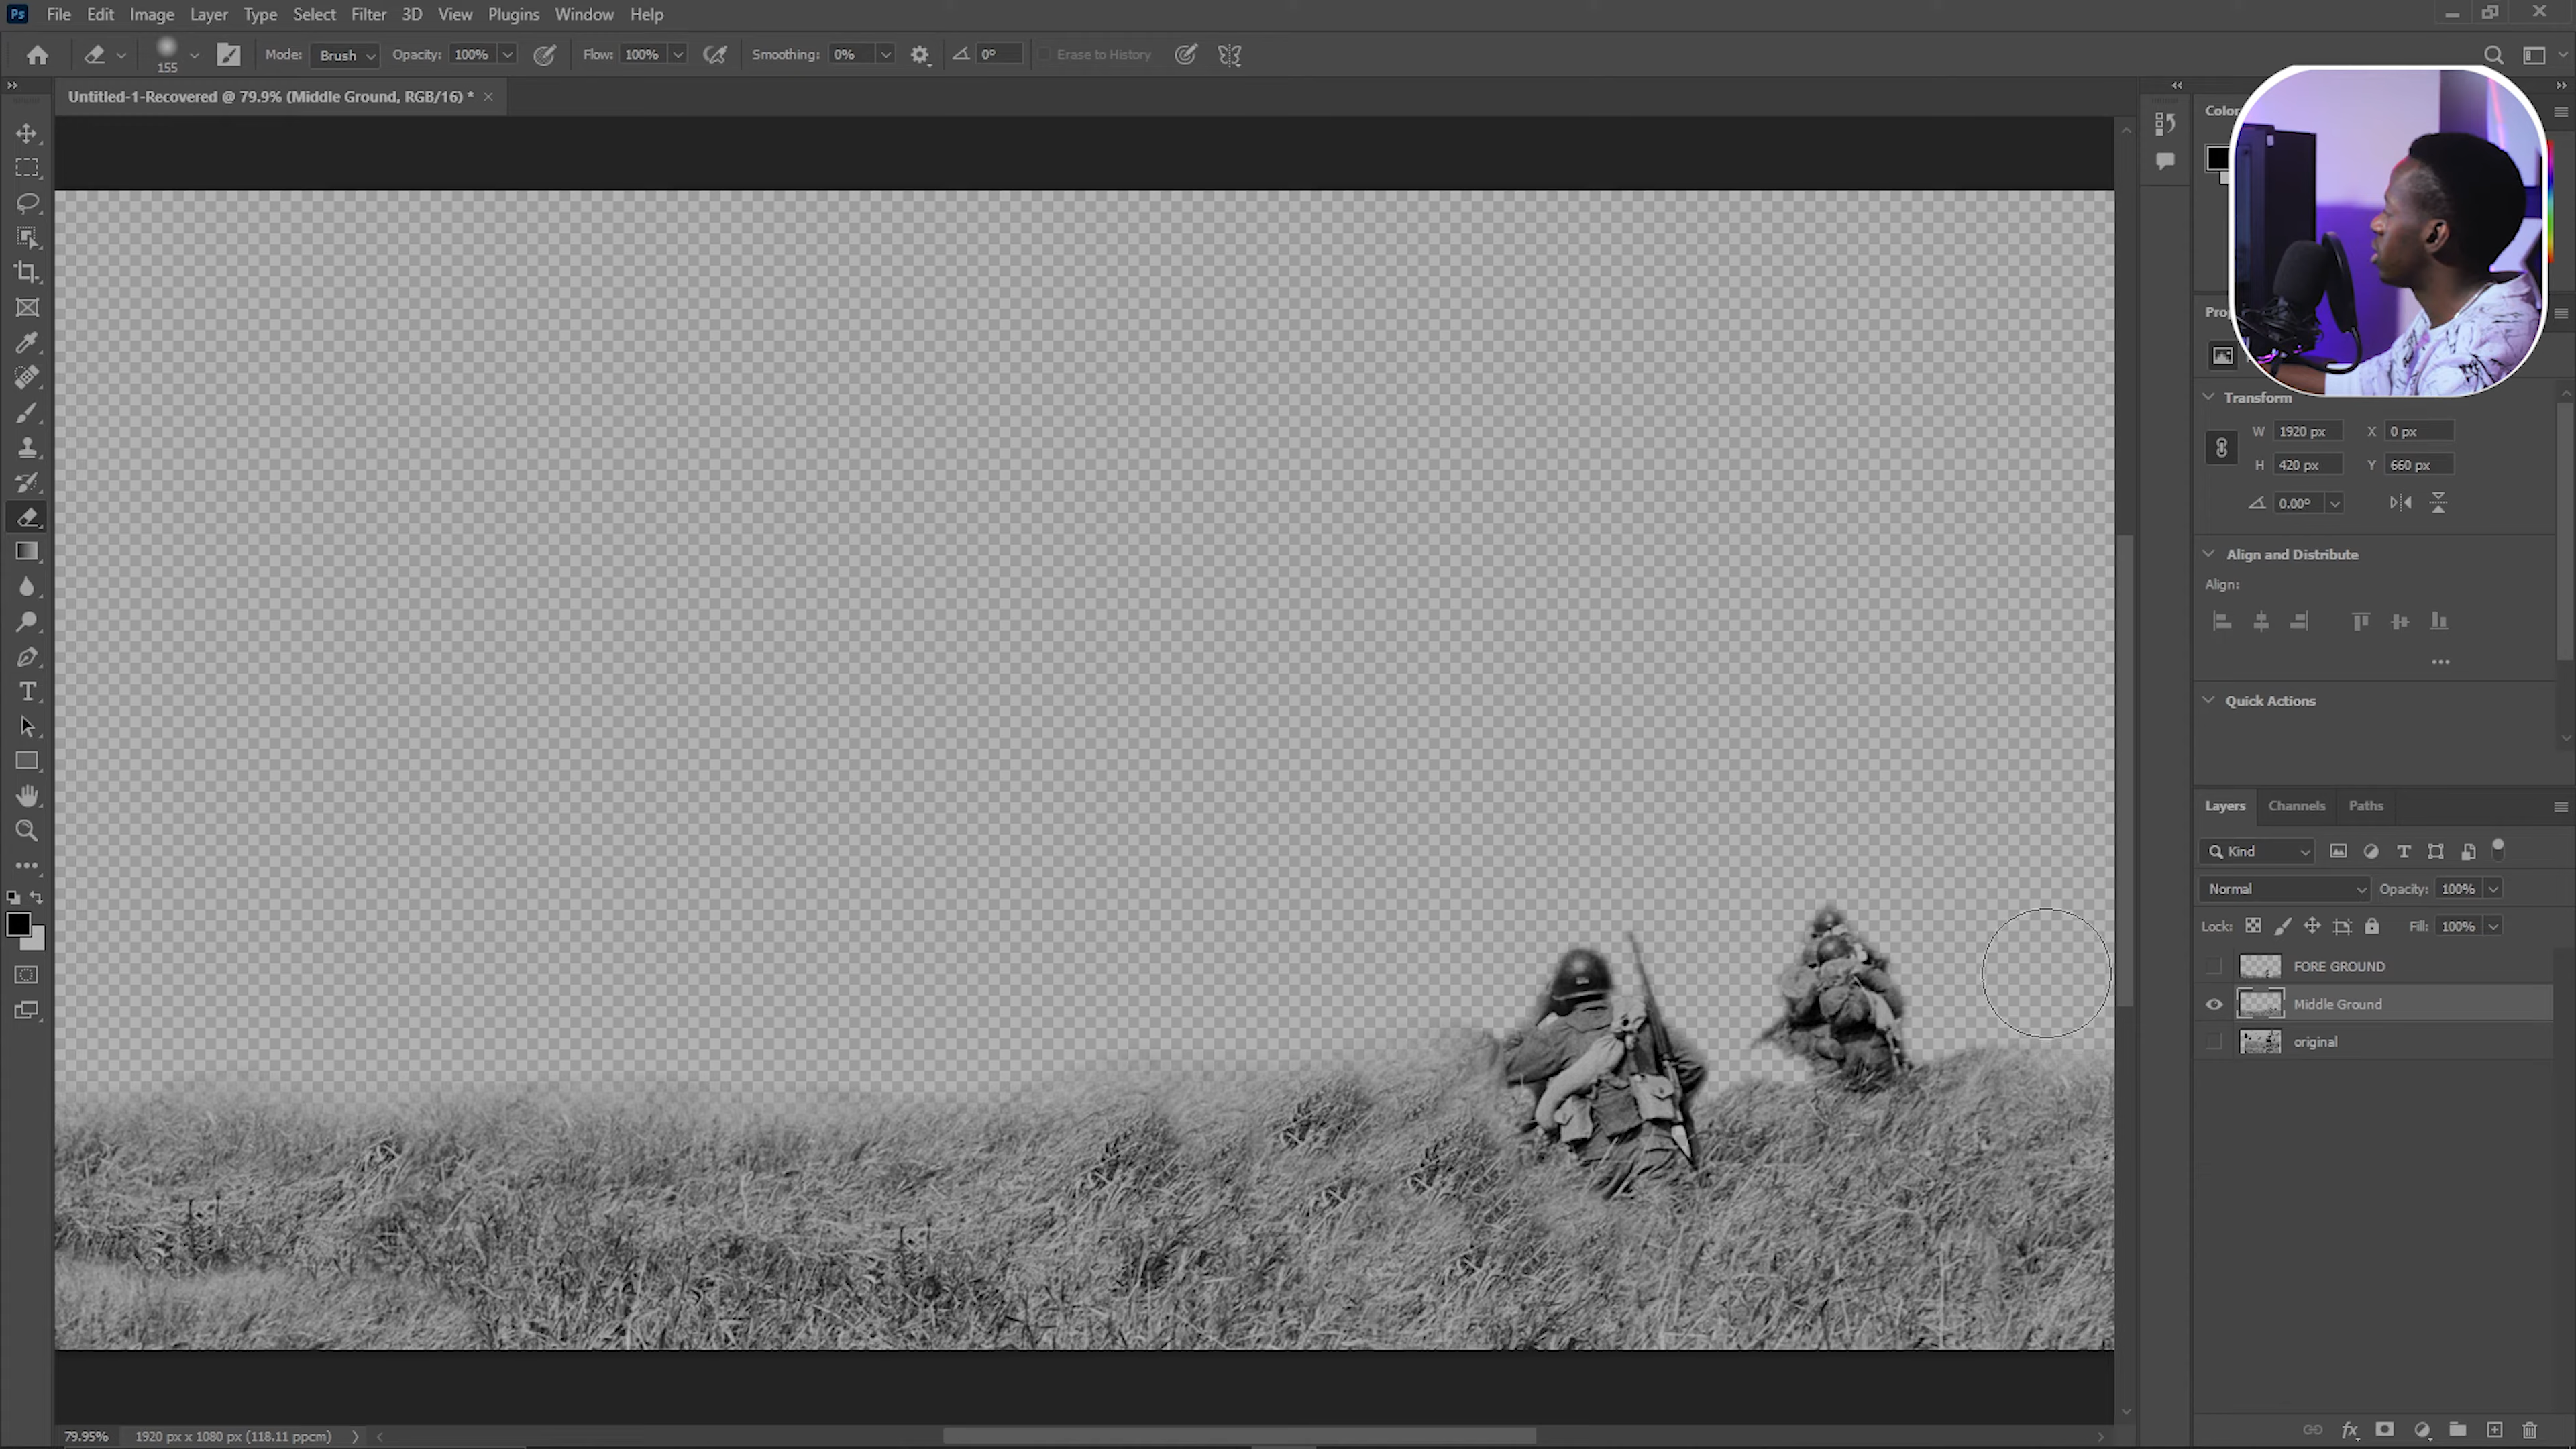 Ps File Edit Image Layer Type Select Filter 3D View Plugins Window Help
155 Mode: Brush Opacity: 100% Flow: 100% Smoothing: 0% 0° Erase to History
Untitled-1-Recovered @ 79.9% (Middle Ground, RGB/16) *
Color
Transform
W 1920 px X 0 px
H 420 px Y 660 px
0.00°
Align and Distribute
Align:
Quick Actions
Layers Channels Paths
Kind
Normal Opacity: 100%
Lock: Fill: 100%
FORE GROUND
Middle Ground
original
79.95% 1920 px x 1080 px (118.11 ppcm)